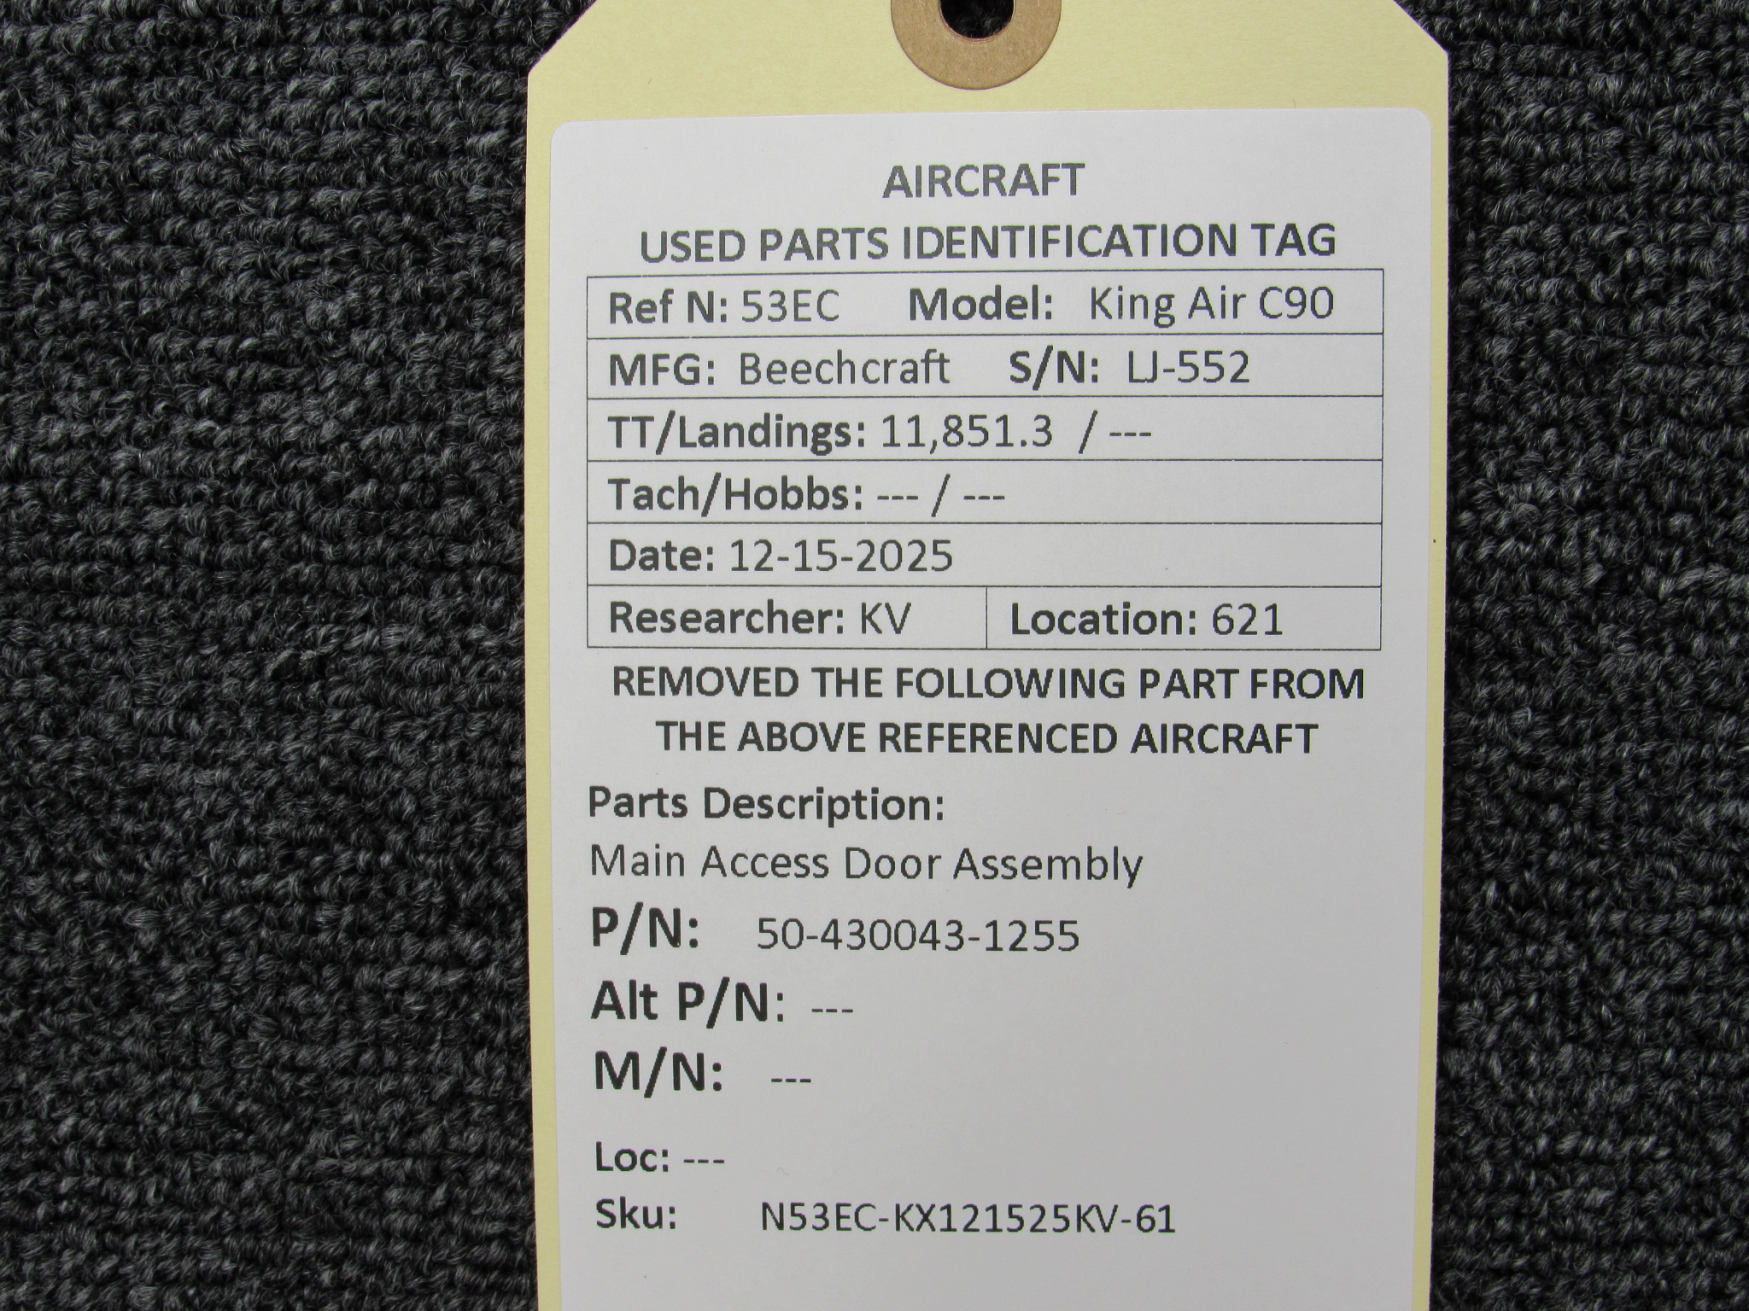 AIRCRAFT
USED PARTS IDENTIFICATION TAG
Ref N: 53EC Model: King Air C90
MFG: Beechcraft S/N: LJ-552
TT/Landings: 11,851.3 / ---
Tach/Hobbs: --- / ---
Date: 12-15-2025
Researcher: KV Location: 621
REMOVED THE FOLLOWING PART FROM
THE ABOVE REFERENCED AIRCRAFT
Parts Description:
Main Access Door Assembly
P/N: 50-430043-1255
Alt P/N: ---
M/N: ---
Loc: ---
Sku: N53EC-KX121525KV-61